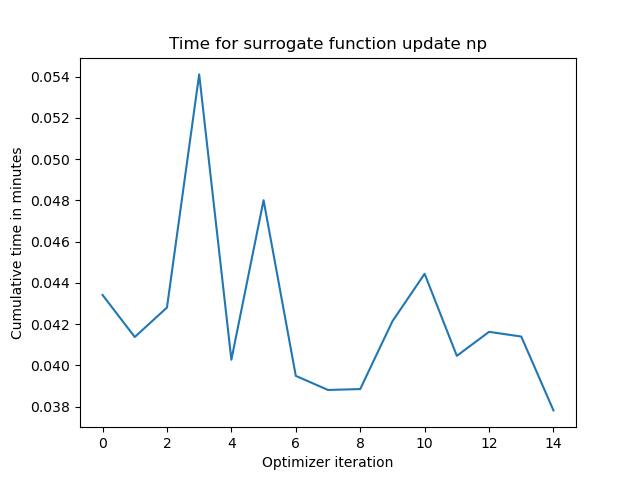 Time for surrogate function update np
Cumulative time in minutes
0.054
0.052
0.050
0.048
0.046
0.044
0.042
0.040
0.038
0 2 4 6 8 10 12 14
Optimizer iteration